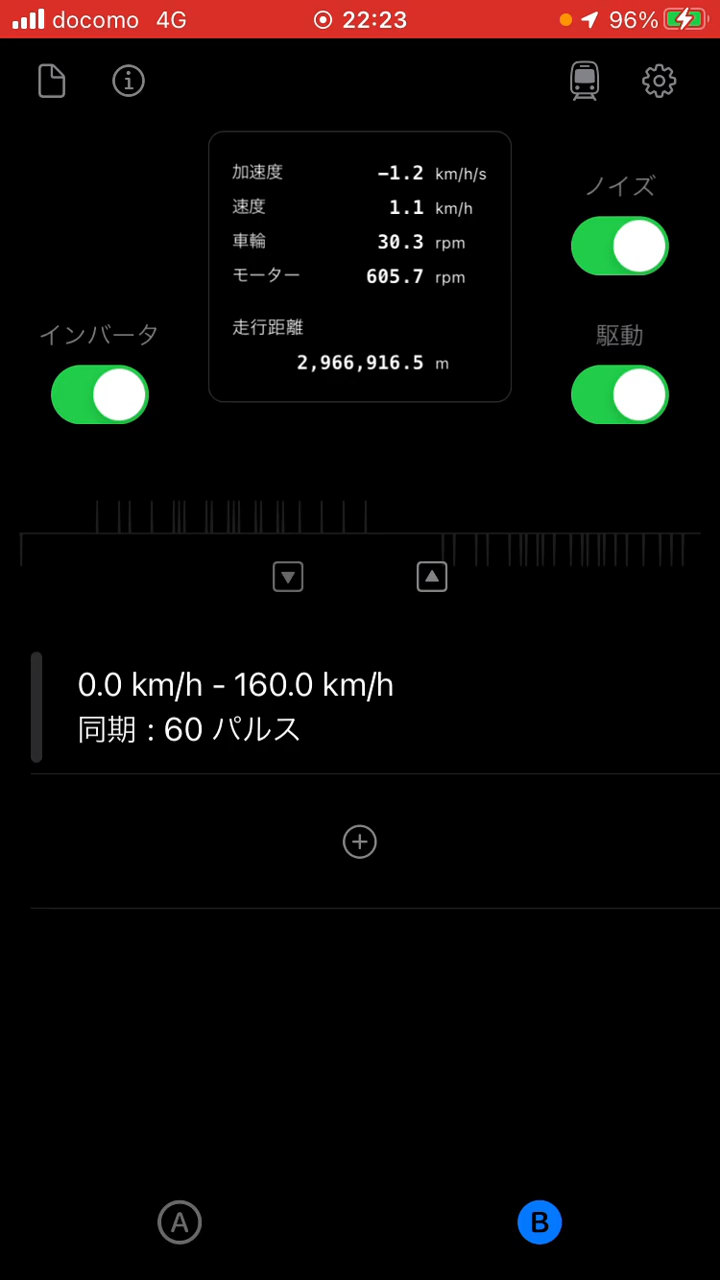 docomo 4G 22:23 96%
加速度 -1.2 km/h/s
速度 1.1 km/h
車輪 30.3 rpm
モーター 605.7 rpm
走行距離
2,966,916.5 m
ノイズ
インバータ
駆動
0.0 km/h - 160.0 km/h
同期 : 60 パルス
A B